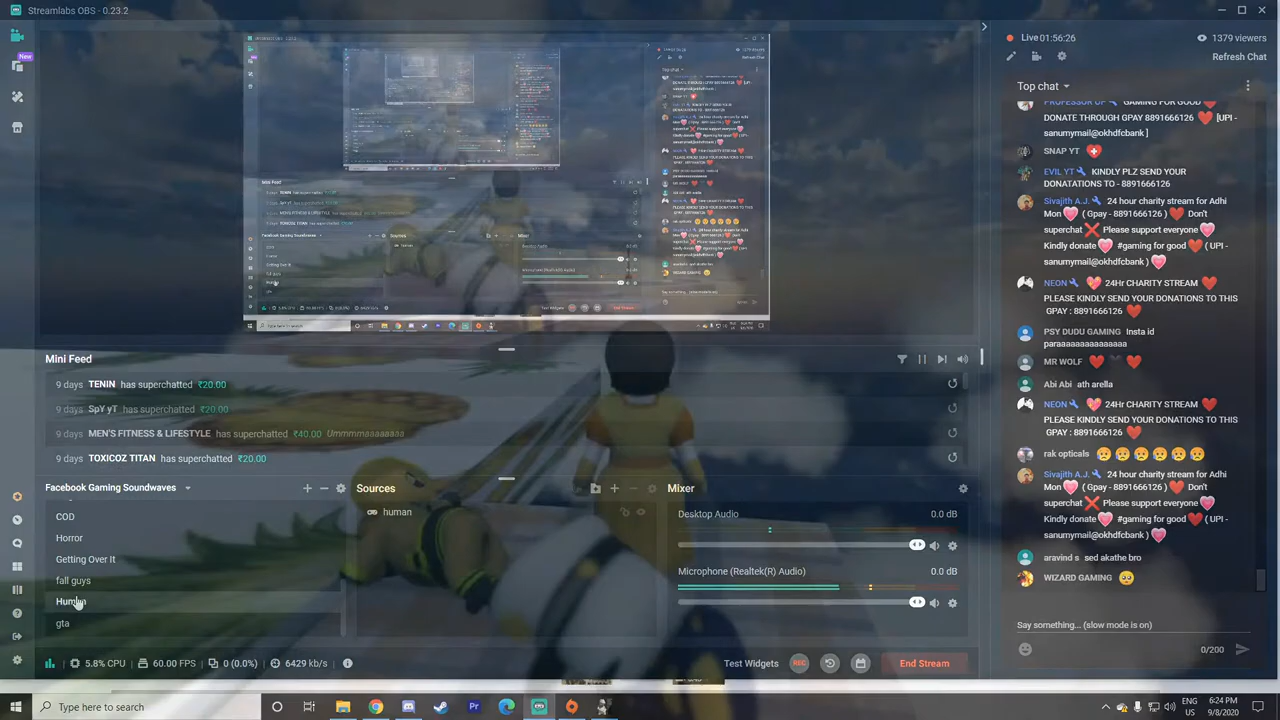 Streamlabs OBS - 0.23.2
New
Live 01:56:26
1379 viewers
Refresh Chat
Top chat
DONATE THROUGH 8891666126 ❤️ ( UPI -
sanumymail@okhdfcbank )
SNAP YT
EVIL YT KINDLY PLZ SEND YOUR
DONATATIONS TO 8891666126
Sivajith A.J. 24 hour charity stream for Adhi
Mon💗 ( Gpay - 8891666126 ) ❤️ Don't
superchat ❌ Please support everyone💗
Kindly donate💗 #gaming for good❤️ ( UPI -
sanumymail@okhdfcbank )
NEON 💖 24Hr CHARITY STREAM ❤️
PLEASE KINDLY SEND YOUR DONATIONS TO THIS
GPAY : 8891666126 ❤️
PSY DUDU GAMING Insta id
paraaaaaaaaaaaaaa
MR WOLF ❤️ 🖤 ❤️
Abi Abi ath arella
NEON 💖 24Hr CHARITY STREAM ❤️
PLEASE KINDLY SEND YOUR DONATIONS TO THIS
GPAY : 8891666126 ❤️
rak opticals 😥😥😥😥😥😥
Sivajith A.J. 24 hour charity stream for Adhi
Mon💗 ( Gpay - 8891666126 ) ❤️ Don't
superchat ❌ Please support everyone💗
Kindly donate💗 #gaming for good❤️ ( UPI -
sanumymail@okhdfcbank )
aravind s sed akathe bro
WIZARD GAMING 🥺
Say something... (slow mode is on)
0/200
Mini Feed
9 days TENIN has superchatted ₹20.00
9 days SpY yT has superchatted ₹20.00
9 days MEN'S FITNESS & LIFESTYLE has superchatted ₹40.00 Ummmmaaaaaaa
9 days TOXICOZ TITAN has superchatted ₹20.00
Facebook Gaming Soundwaves
COD
Horror
Getting Over It
fall guys
Human
gta
Sources
human
Mixer
Desktop Audio 0.0 dB
Microphone (Realtek(R) Audio) 0.0 dB
5.8% CPU 60.00 FPS 0 (0.0%) 6429 kb/s
Test Widgets REC End Stream
Type here to search
ENG
US
6:24 PM
9/8/2020